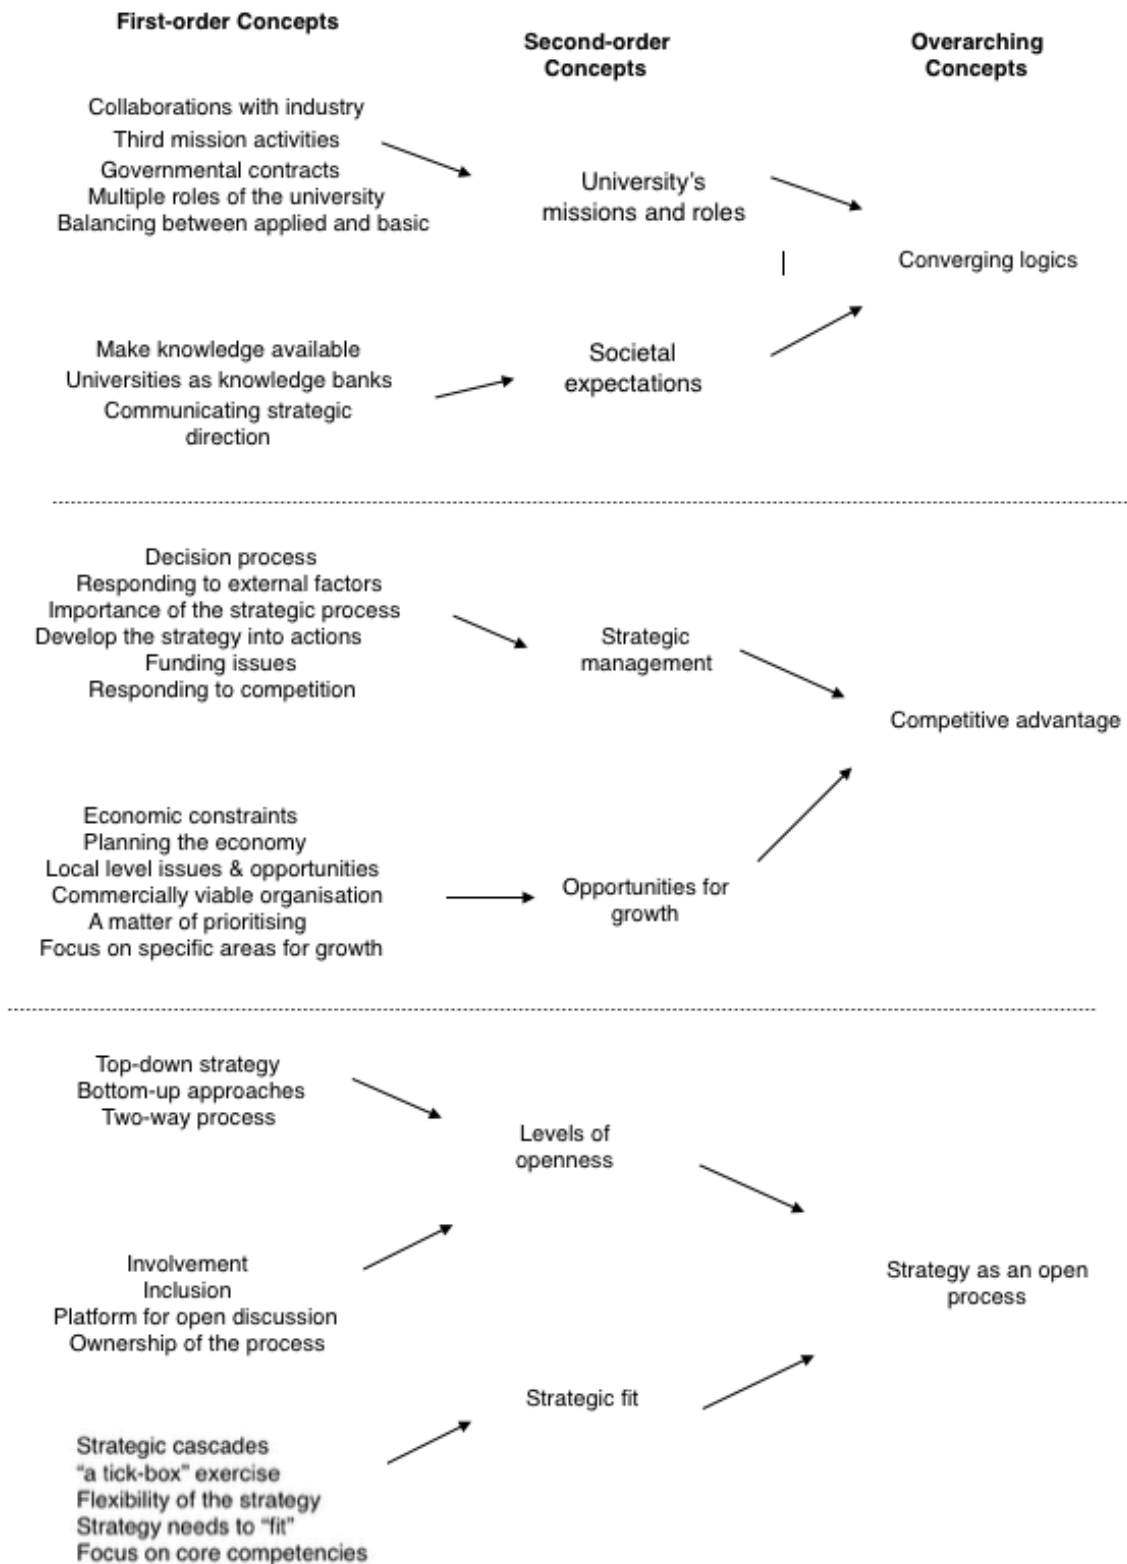 First-order Concepts
Second-order
Concepts
Overarching
Concepts
Collaborations with industry
Third mission activities
Governmental contracts
Multiple roles of the university
Balancing between applied and basic
University's
missions and roles
Converging logics
Make knowledge available
Universities as knowledge banks
Communicating strategic
direction
Societal
expectations
Decision process
Responding to external factors
Importance of the strategic process
Develop the strategy into actions
Funding issues
Responding to competition
Strategic
management
Competitive advantage
Economic constraints
Planning the economy
Local level issues & opportunities
Commercially viable organisation
A matter of prioritising
Focus on specific areas for growth
Opportunities for
growth
Top-down strategy
Bottom-up approaches
Two-way process
Levels of
openness
Involvement
Inclusion
Platform for open discussion
Ownership of the process
Strategy as an open
process
Strategic fit
Strategic cascades
“a tick-box” exercise
Flexibility of the strategy
Strategy needs to “fit”
Focus on core competencies